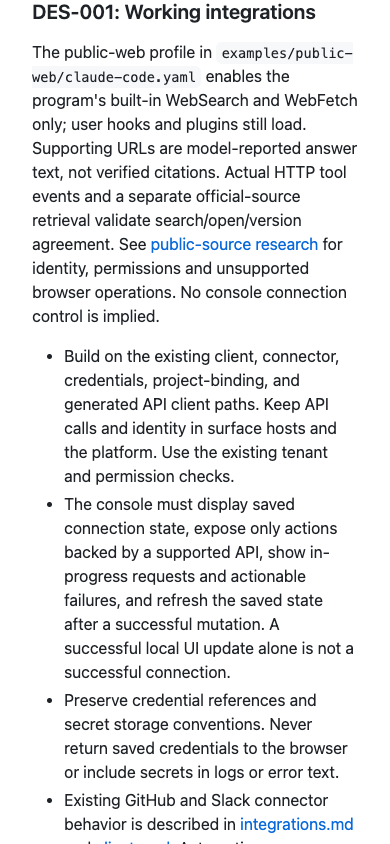 DES-001: Working integrations
The public-web profile in examples/public-
web/claude-code.yaml enables the
program's built-in WebSearch and WebFetch
only; user hooks and plugins still load.
Supporting URLs are model-reported answer
text, not verified citations. Actual HTTP tool
events and a separate official-source
retrieval validate search/open/version
agreement. See public-source research for
identity, permissions and unsupported
browser operations. No console connection
control is implied.
• Build on the existing client, connector,
credentials, project-binding, and
generated API client paths. Keep API
calls and identity in surface hosts and
the platform. Use the existing tenant
and permission checks.
• The console must display saved
connection state, expose only actions
backed by a supported API, show in-
progress requests and actionable
failures, and refresh the saved state
after a successful mutation. A
successful local UI update alone is not a
successful connection.
• Preserve credential references and
secret storage conventions. Never
return saved credentials to the browser
or include secrets in logs or error text.
• Existing GitHub and Slack connector
behavior is described in integrations.md